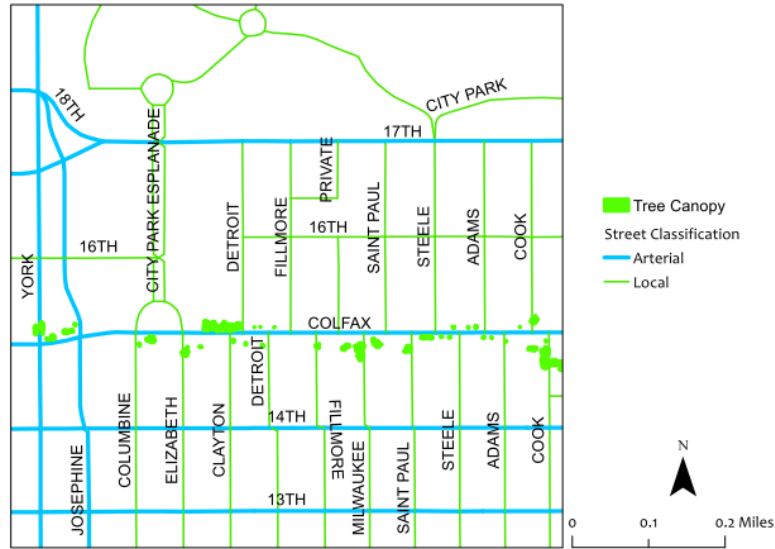 18TH
CITY PARK
CITY PARK ESPLANADE
17TH
PRIVATE
DETROIT
FILLMORE
16TH
SAINT PAUL
STEELE
ADAMS
COOK
16TH
YORK
COLFAX
DETROIT
COLUMBINE
ELIZABETH
CLAYTON
14TH
FILLMORE
STEELE
ADAMS
COOK
JOSEPHINE
MILWAUKEE
SAINT PAUL
13TH
Tree Canopy
Street Classification
Arterial
Local
N
0 0.1 0.2 Miles